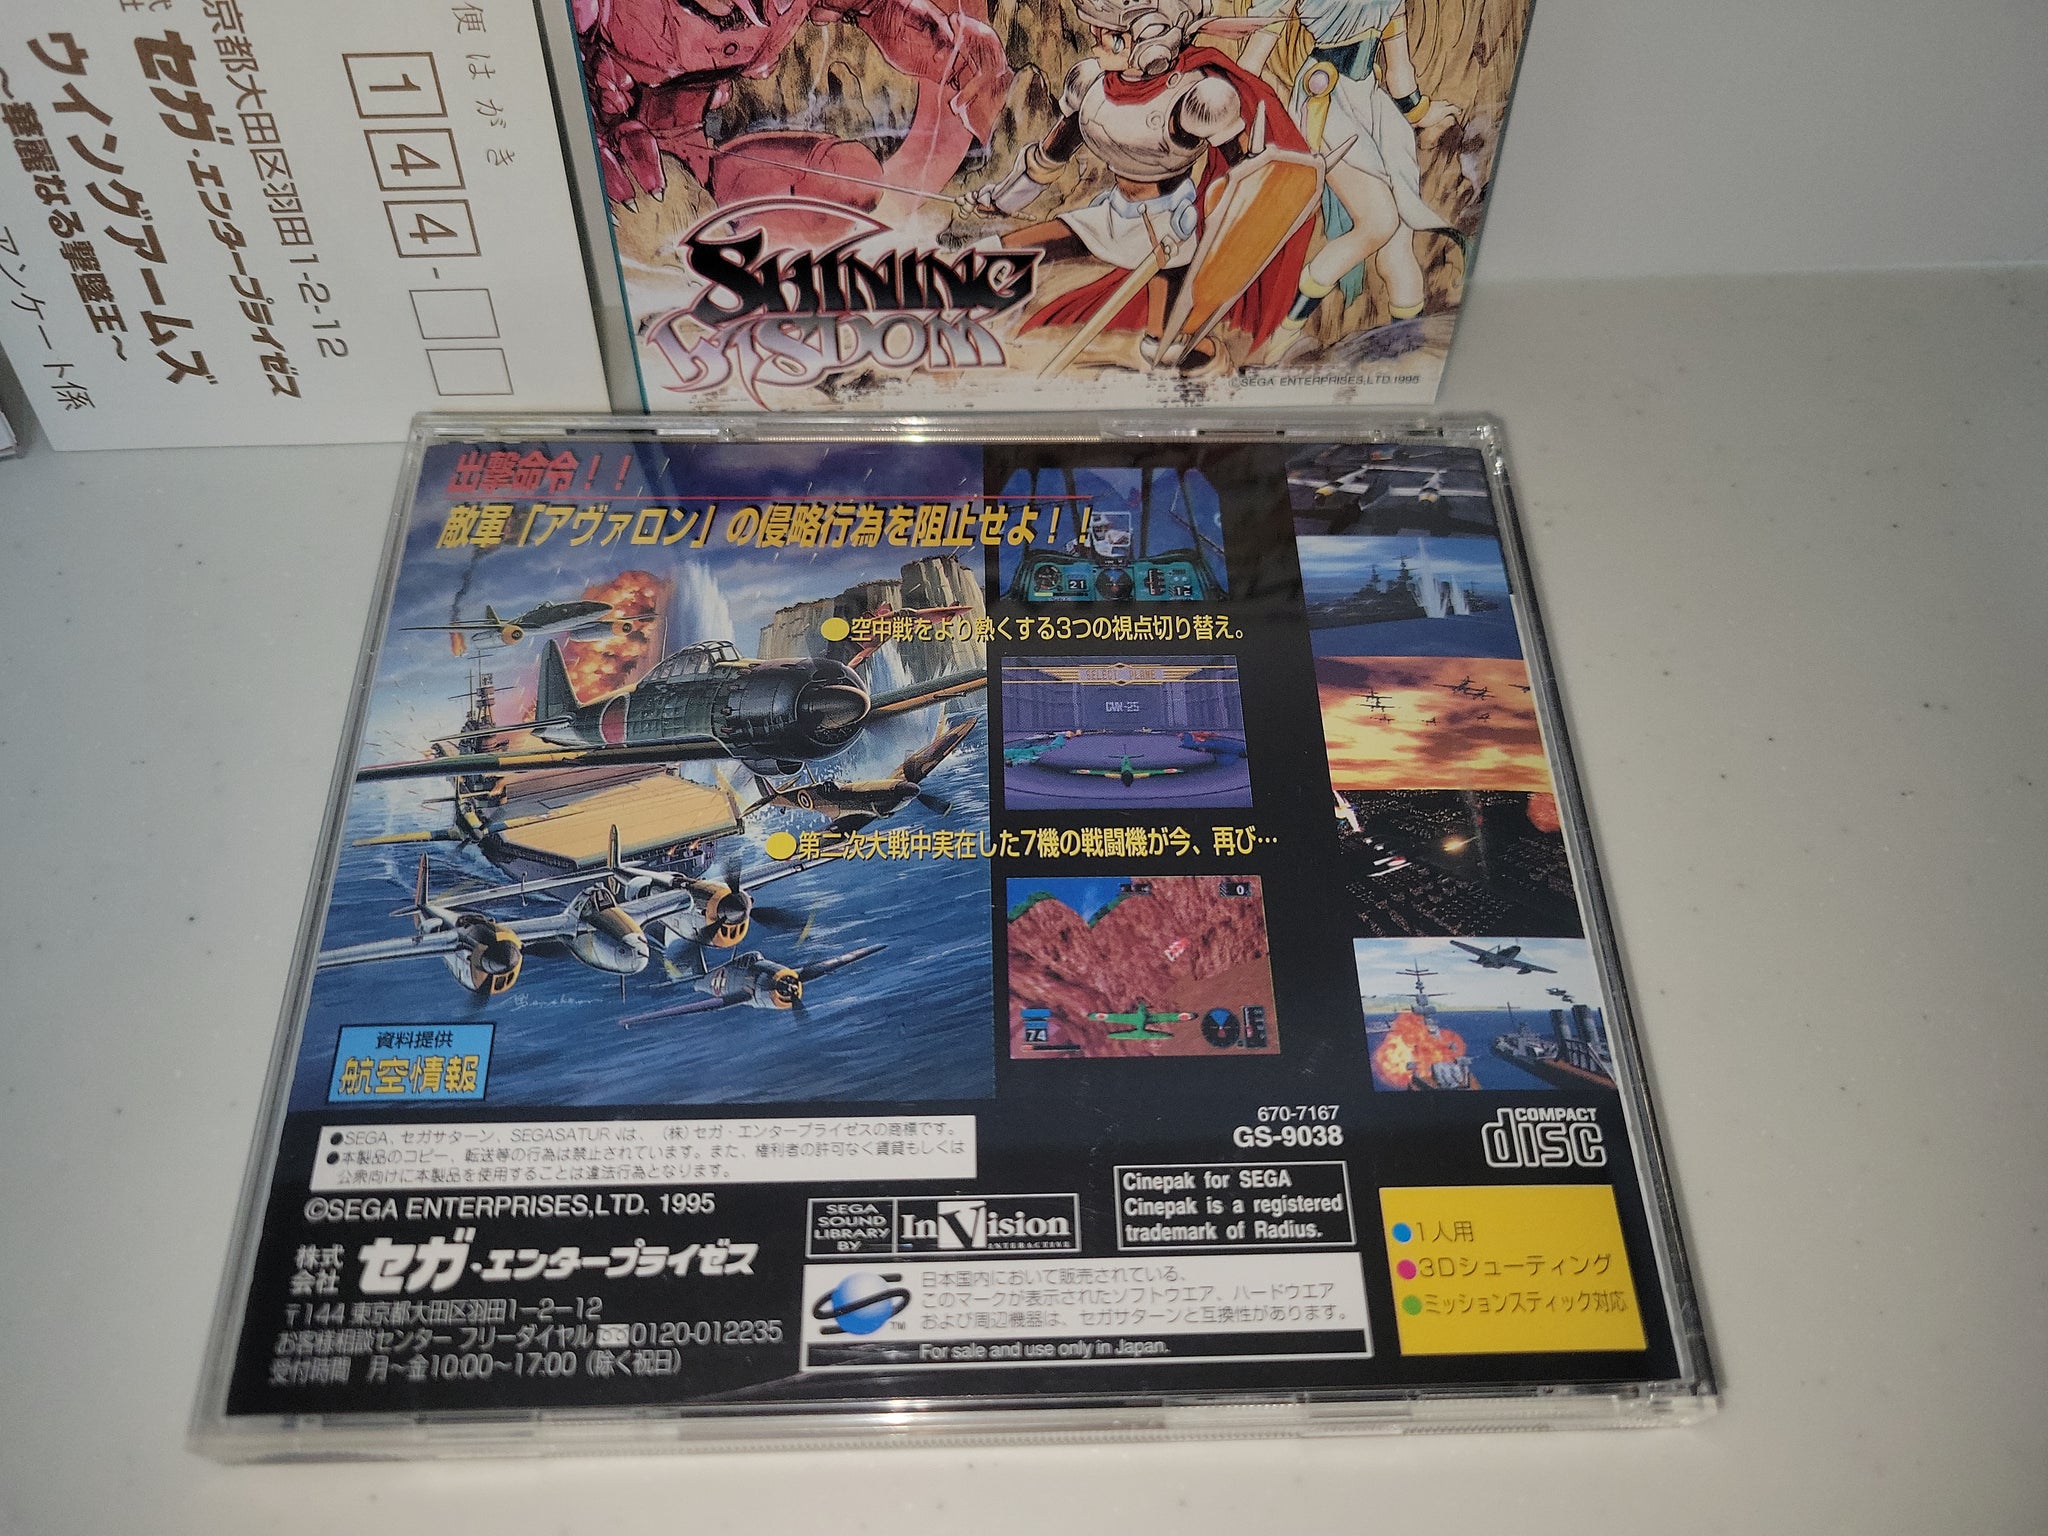 便はがき
1 4 4 -
京都大田区羽田1-2-12
セガ・エンタープライゼス
ウイングアームズ
～華麗なる撃墜王～
アンケート係
SHINING
WISDOM
©SEGA ENTERPRISES,LTD.1995
出撃命令！！
敵軍「アヴァロン」の侵略行為を阻止せよ！！
●空中戦をより熱くする3つの視点切り替え。
SELECT PLANE
●第二次大戦中実在した7機の戦闘機が今、再び…
0
74
21
資料提供
航空情報
●SEGA、セガサターン、SEGASATURNは、（株）セガ・エンタープライゼスの商標です。
●本製品のコピー、転送等の行為は禁止されています。また、権利者の許可なく賃貸もしくは
公衆向けに本製品を使用することは違法行為となります。
©SEGA ENTERPRISES,LTD. 1995
株式会社 セガ・エンタープライゼス
〒144 東京都大田区羽田1－2－12
お客様相談センター フリーダイヤル 0120-012235
受付時間 月～金10:00～17:00（除く祝日）
670-7167
GS-9038
COMPACT
disc
SEGA
SOUND
LIBRARY
BY
InVision
INTERACTIVE
Cinepak for SEGA
Cinepak is a registered
trademark of Radius.
日本国内において販売されている、
このマークが表示されたソフトウエア、ハードウエア
および周辺機器は、セガサターンと互換性があります。
TM
For sale and use only in Japan.
●1人用
●3Dシューティング
●ミッションスティック対応